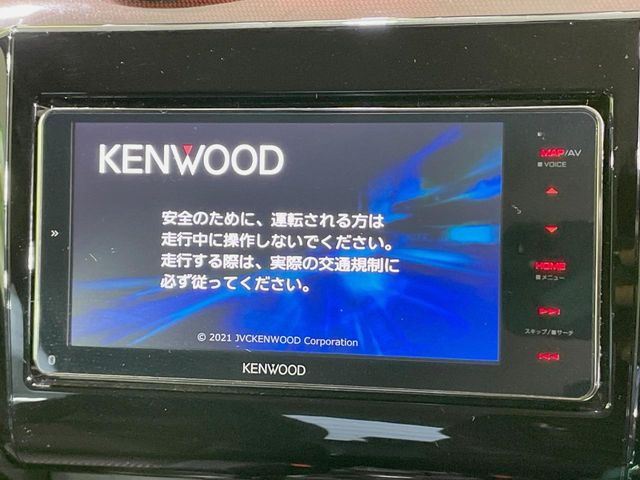 KENWOOD
安全のために、運転される方は
走行中に操作しないでください。
走行する際は、実際の交通規制に
必ず従ってください。
© 2021 JVCKENWOOD Corporation
KENWOOD
MAP/AV
■ VOICE
HOME
■メニュー
スキップ/■サーチ